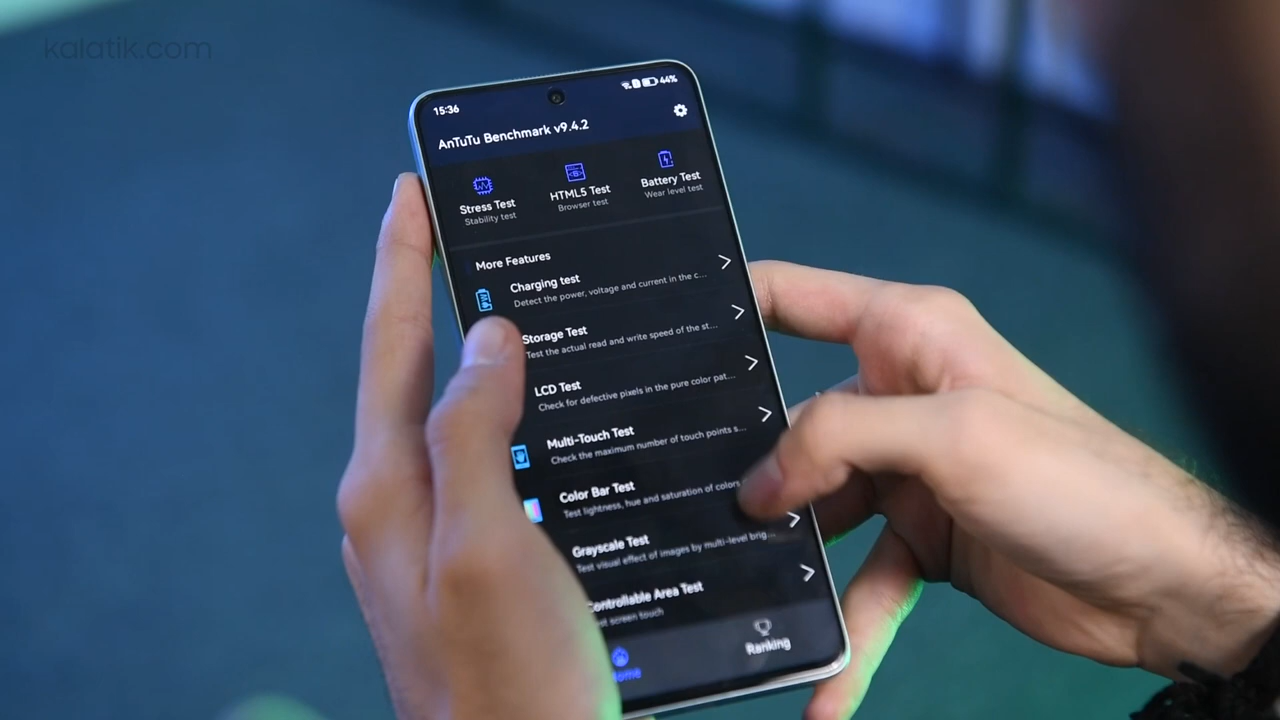 kalatik.com
15:36
44%
AnTuTu Benchmark v9.4.2
Stress Test
Stability test
HTML5 Test
Browser test
Battery Test
Wear level test
More Features
Charging test
Detect the power, voltage and current in the c...
Storage Test
Test the actual read and write speed of the st...
LCD Test
Check for defective pixels in the pure color pat...
Multi-Touch Test
Check the maximum number of touch points s...
Color Bar Test
Test lightness, hue and saturation of colors
Grayscale Test
Test visual effect of images by multi-level brig...
Controllable Area Test
screen touch
Home
Ranking